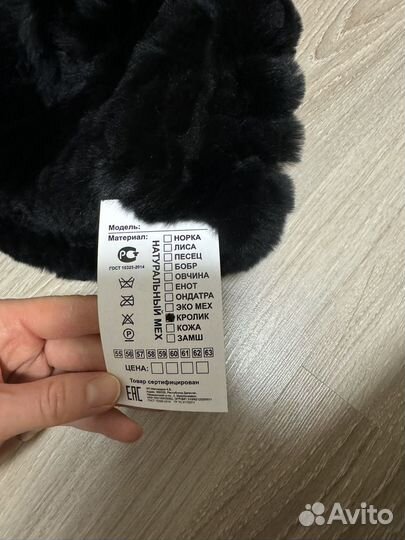 Модель:
Материал:
НАТУРАЛЬНЫЙ МЕХ
НОРКА
ЛИСА
ПЕСЕЦ
БОБР
ОВЧИНА
ЕНОТ
ОНДАТРА
ЭКО МЕХ
КРОЛИК
КОЖА
ЗАМШ
ГОСТ 10325-2014
55 56 57 58 59 60 61 62 63
ЦЕНА:
Товар сертифицирован
EAC
Avito